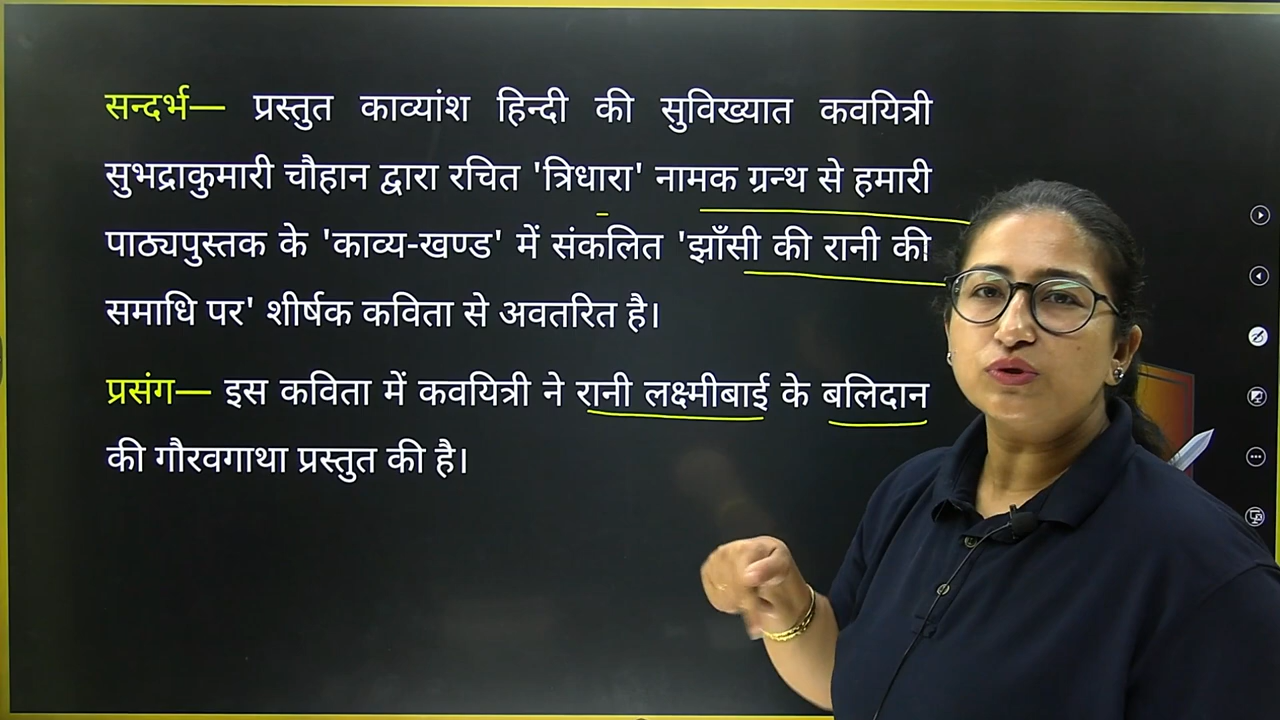 सन्दर्भ— प्रस्तुत काव्यांश हिन्दी की सुविख्यात कवयित्री
सुभद्राकुमारी चौहान द्वारा रचित 'त्रिधारा' नामक ग्रन्थ से हमारी
पाठ्यपुस्तक के 'काव्य-खण्ड' में संकलित 'झाँसी की रानी की
समाधि पर' शीर्षक कविता से अवतरित है।
प्रसंग— इस कविता में कवयित्री ने रानी लक्ष्मीबाई के बलिदान
की गौरवगाथा प्रस्तुत की है।